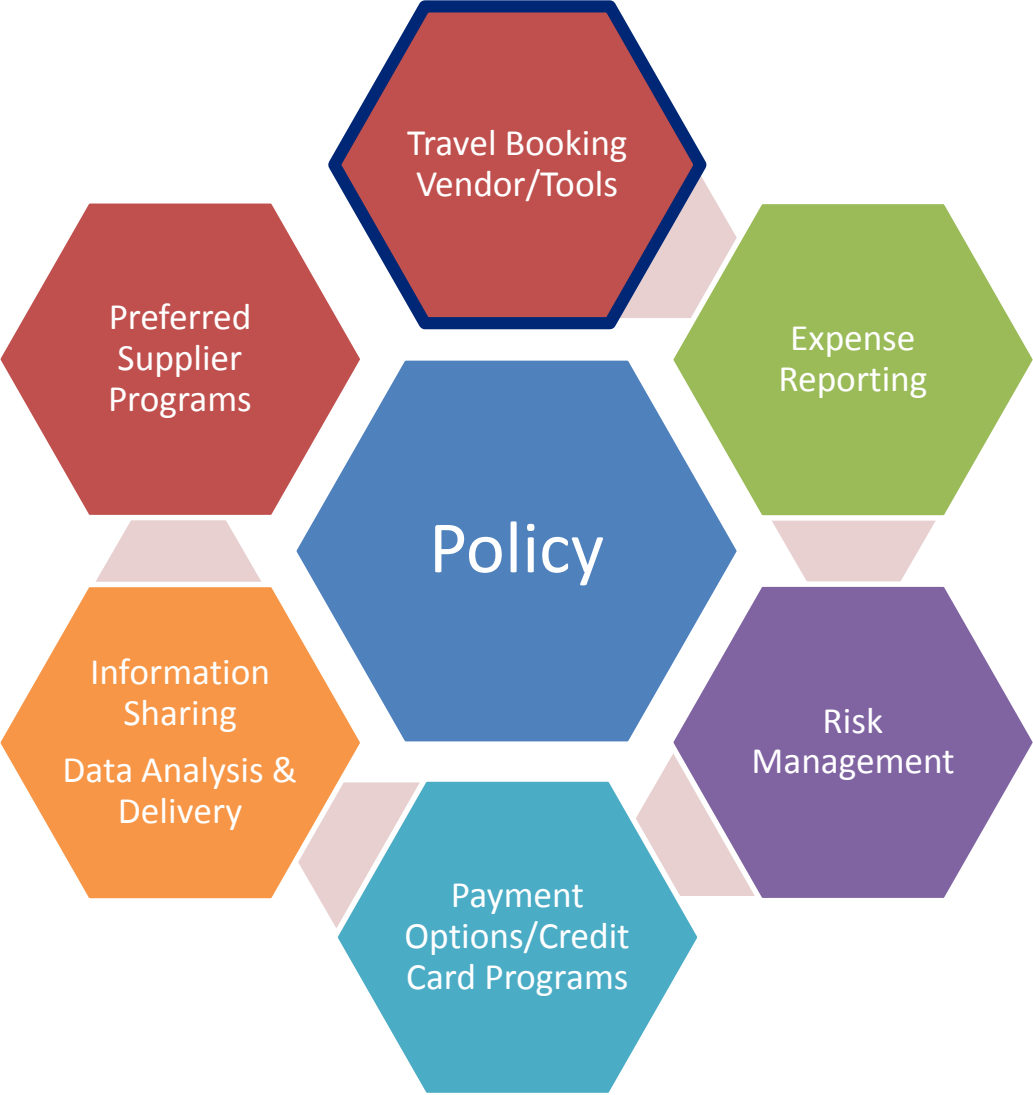 Travel Booking
Vendor/Tools
Preferred
Supplier
Programs
Expense
Reporting
Policy
Information
Sharing
Data Analysis &
Delivery
Risk
Management
Payment
Options/Credit
Card Programs